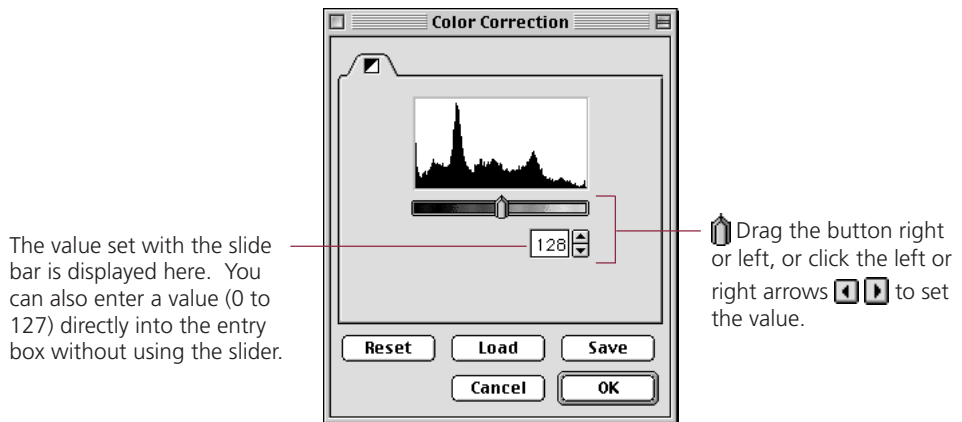 Color Correction
128
The value set with the slide
bar is displayed here. You
can also enter a value (0 to
127) directly into the entry
box without using the slider.
Drag the button right
or left, or click the left or
right arrows to set
the value.
Reset
Load
Save
Cancel
OK